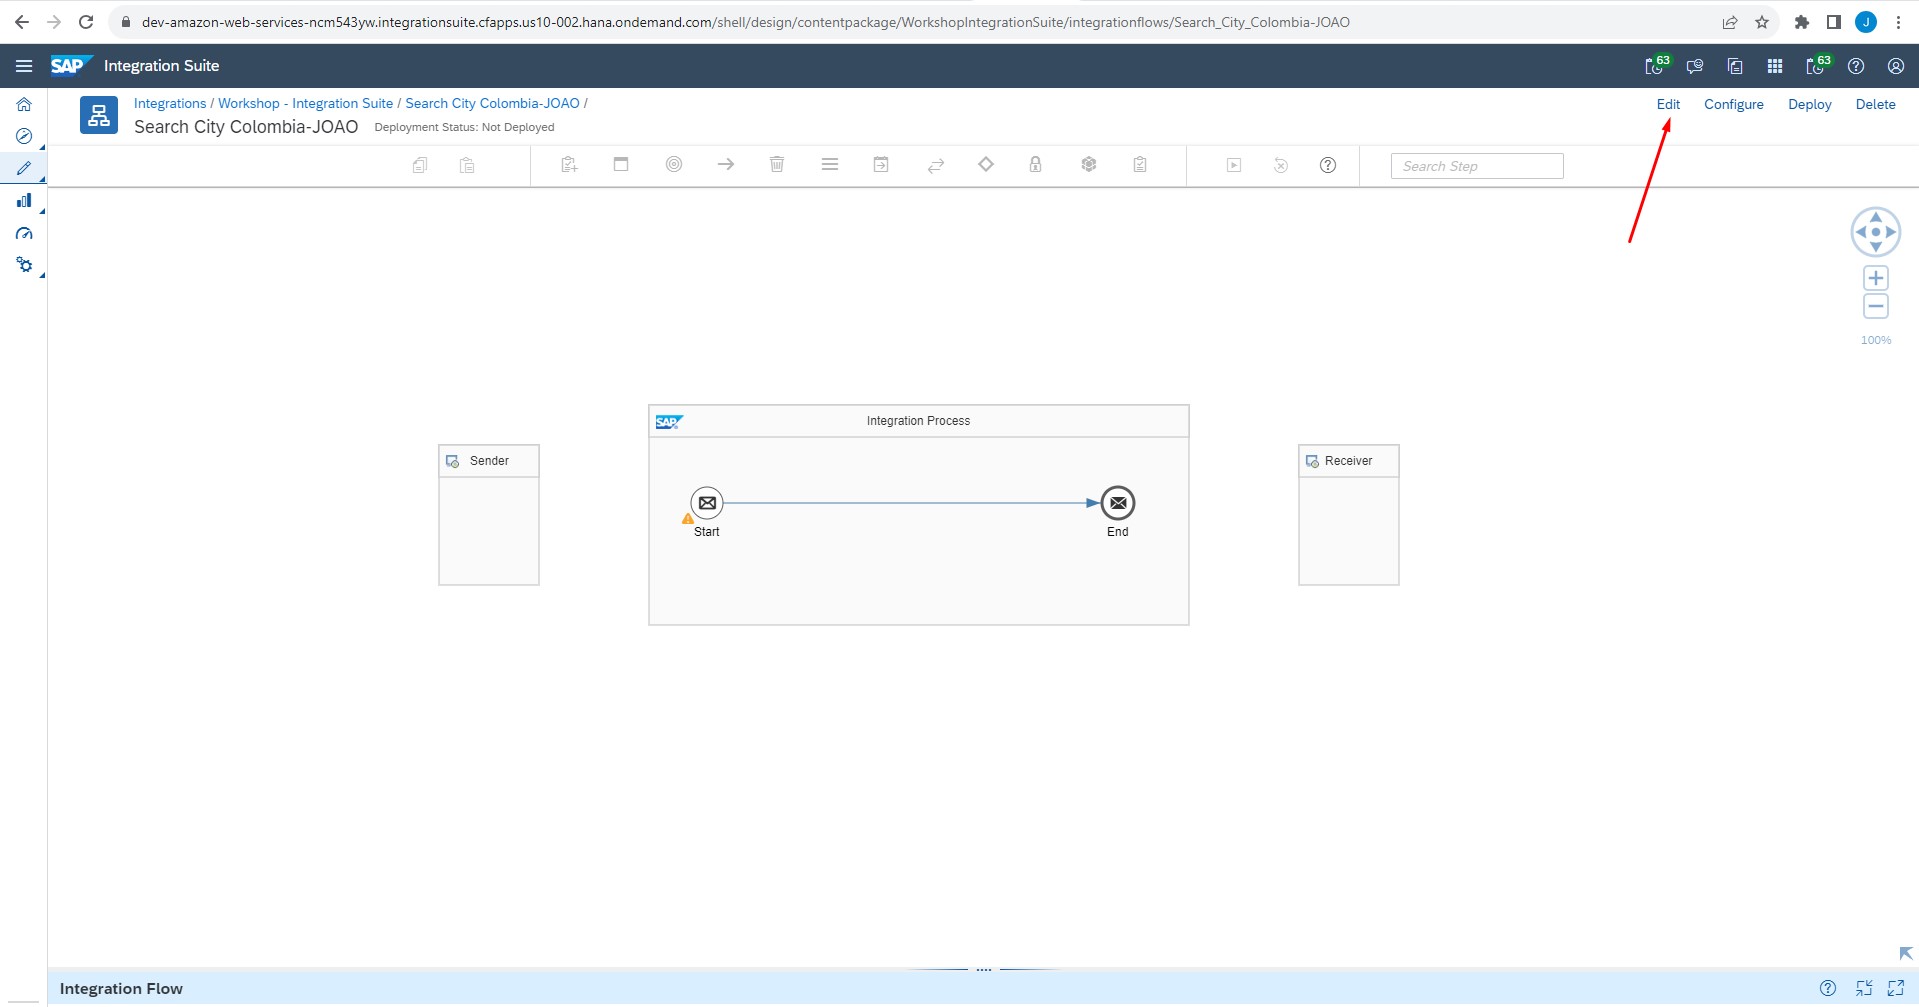 dev-amazon-web-services-ncm543yw.integrationsuite.cfapps.us10-002.hana.ondemand.com/shell/design/contentpackage/WorkshopIntegrationSuite/integrationflows/Search_City_Colombia-JOAO
J
SAP Integration Suite
63
63
Integrations / Workshop - Integration Suite / Search City Colombia-JOAO /
Edit Configure Deploy Delete
Search City Colombia-JOAO Deployment Status: Not Deployed
Search Step
100%
SAP Integration Process
Sender
Receiver
Start
End
Integration Flow